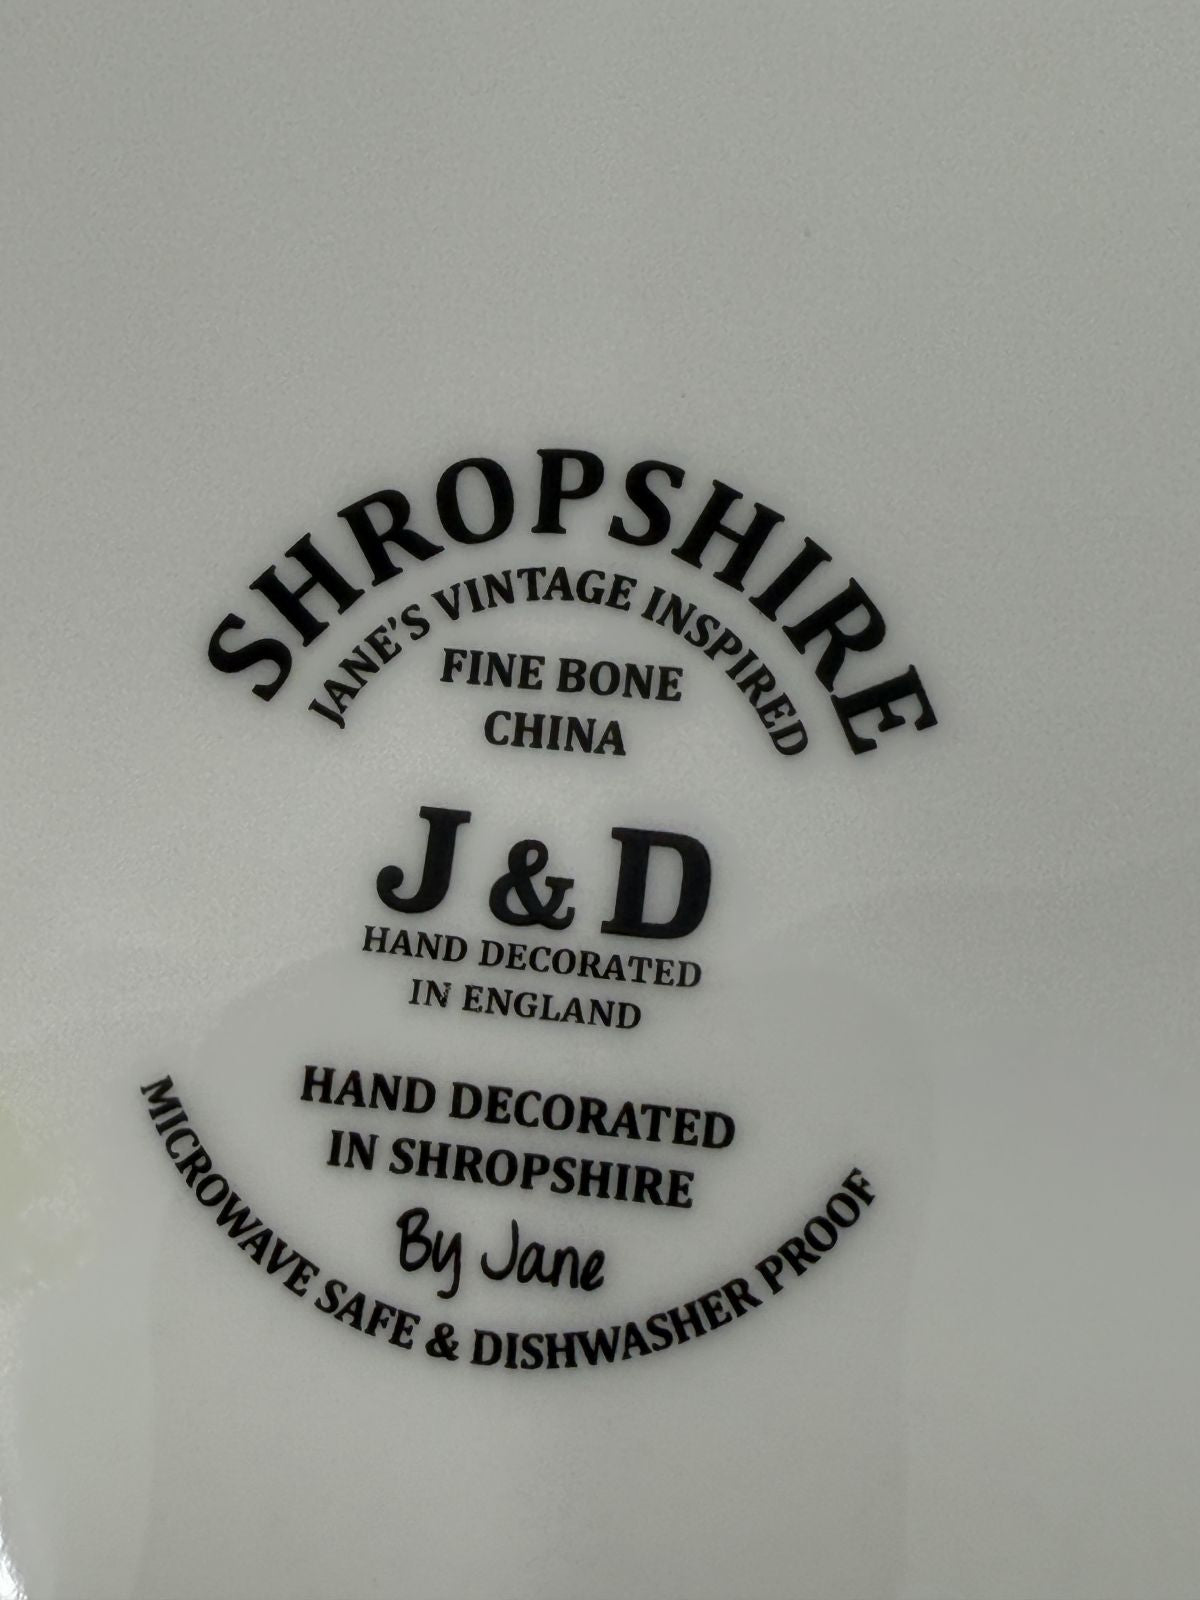 SHROPSHIRE
JANE'S VINTAGE INSPIRED
FINE BONE
CHINA
J & D
HAND DECORATED
IN ENGLAND
HAND DECORATED
IN SHROPSHIRE
By Jane
MICROWAVE SAFE & DISHWASHER PROOF